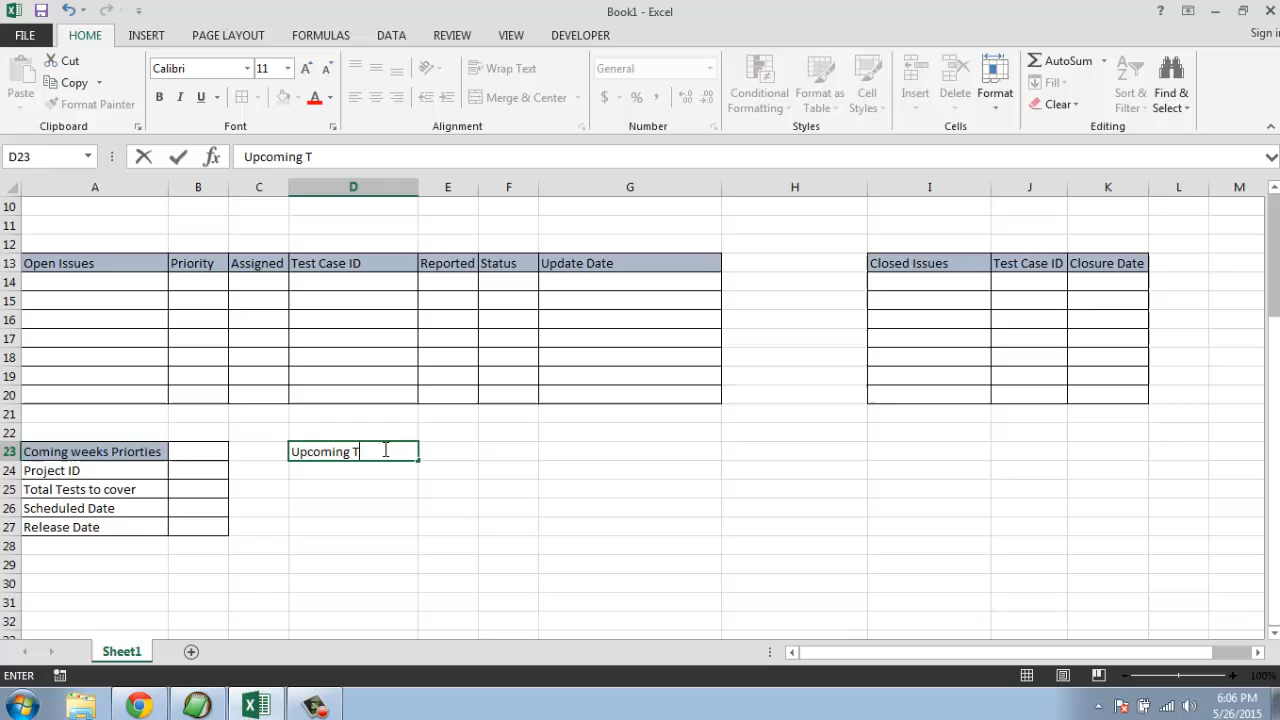 Book1 - Excel
?
Sign in
FILE
HOME
INSERT
PAGE LAYOUT
FORMULAS
DATA
REVIEW
VIEW
DEVELOPER
Paste
Cut
Copy
Format Painter
Clipboard
Calibri
11
A
A
B I U
A
Font
Wrap Text
Merge & Center
Alignment
General
$ % ,
Number
Conditional
Formatting
Format as
Table
Cell
Styles
Styles
Insert
Delete
Format
Cells
AutoSum
Fill
Clear
Sort &
Filter
Find &
Select
Editing
D23
fx
Upcoming T
A B C D E F G H I J K L M
10
11
12
13 Open Issues Priority Assigned Test Case ID Reported Status Update Date Closed Issues Test Case ID Closure Date
14
15
16
17
18
19
20
21
22
23 Coming weeks Priorties Upcoming T
24 Project ID
25 Total Tests to cover
26 Scheduled Date
27 Release Date
28
29
30
31
32
Sheet1
ENTER
100%
6:06 PM
5/26/2015